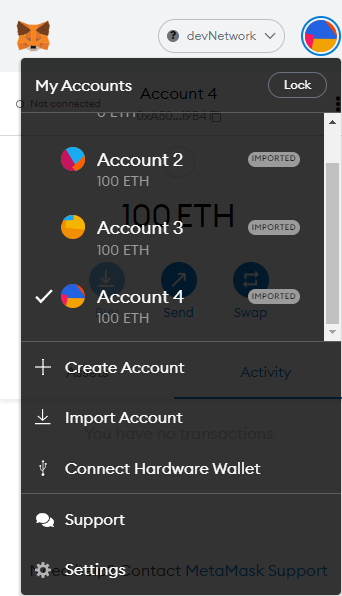 devNetwork
My Accounts
Lock
Account 4
Not connected
0 ETH
0xA50...19B4
Account 2
IMPORTED
100 ETH
100 ETH
Account 3
IMPORTED
100 ETH
Account 4
IMPORTED
100 ETH
Send
Swap
Create Account
Assets
Activity
Import Account
You have no transactions
Connect Hardware Wallet
Support
Settings
Contact MetaMask Support